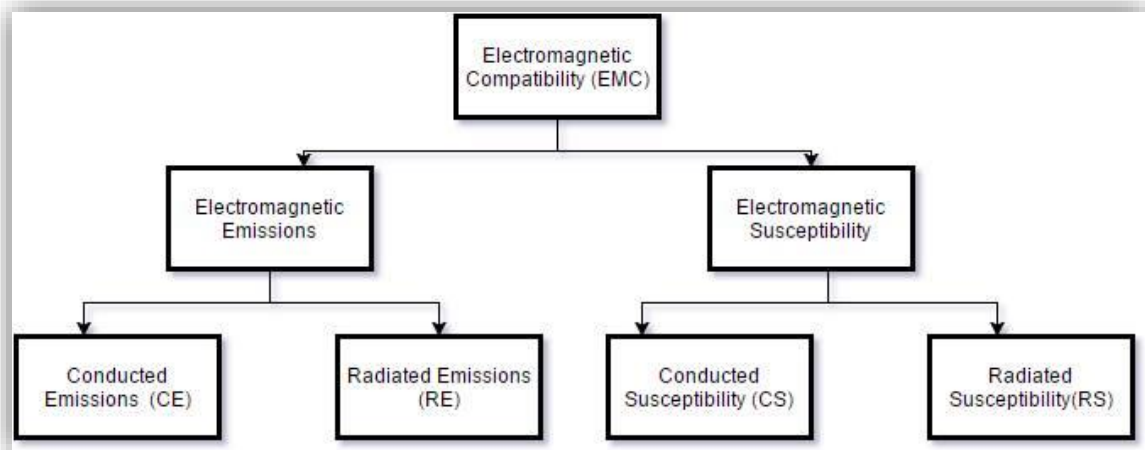 Electromagnetic
Compatibility (EMC)
Electromagnetic
Emissions
Electromagnetic
Susceptibility
Conducted
Emissions (CE)
Radiated Emissions
(RE)
Conducted
Susceptibility (CS)
Radiated
Susceptibility(RS)